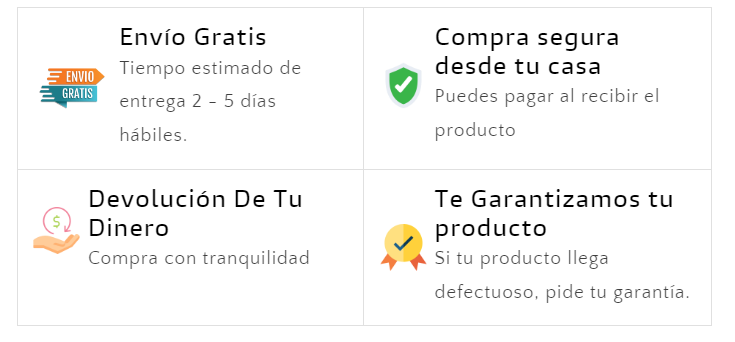 ENVIO
GRATIS
Envío Gratis
Tiempo estimado de
entrega 2 - 5 días
hábiles.
Compra segura
desde tu casa
Puedes pagar al recibir el
producto
$
Devolución De Tu
Dinero
Compra con tranquilidad
Te Garantizamos tu
producto
Si tu producto llega
defectuoso, pide tu garantía.